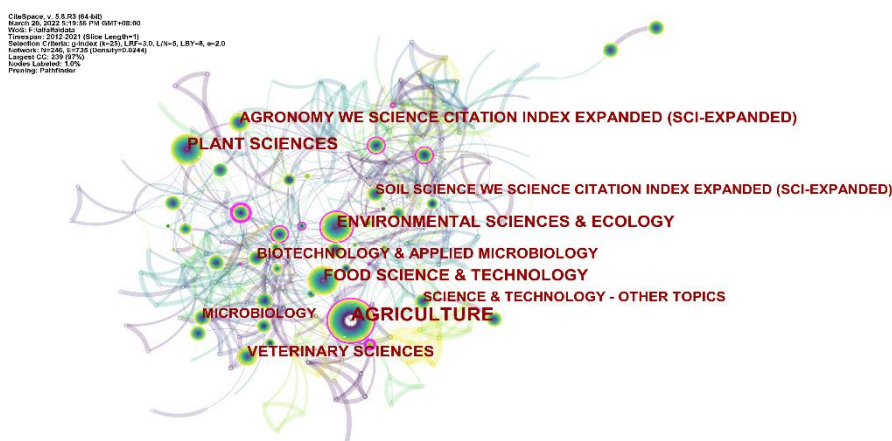 CiteSpace, v. 5.8.R3 (64-bit)
March 20, 2022 5:19:56 PM GMT+08:00
WoS: F:\alfalfa\data
Timespan: 2012-2021 (Slice Length=1)
Selection Criteria: g-index (k=25), LRF=3.0, L/N=5, LBY=8, e=2.0
Network: N=246, E=735 (Density=0.0244)
Largest CC: 239 (97%)
Nodes Labeled: 1.0%
Pruning: Pathfinder
AGRONOMY WE SCIENCE CITATION INDEX EXPANDED (SCI-EXPANDED)
PLANT SCIENCES
SOIL SCIENCE WE SCIENCE CITATION INDEX EXPANDED (SCI-EXPANDED)
ENVIRONMENTAL SCIENCES & ECOLOGY
BIOTECHNOLOGY & APPLIED MICROBIOLOGY
FOOD SCIENCE & TECHNOLOGY
SCIENCE & TECHNOLOGY - OTHER TOPICS
MICROBIOLOGY
AGRICULTURE
VETERINARY SCIENCES